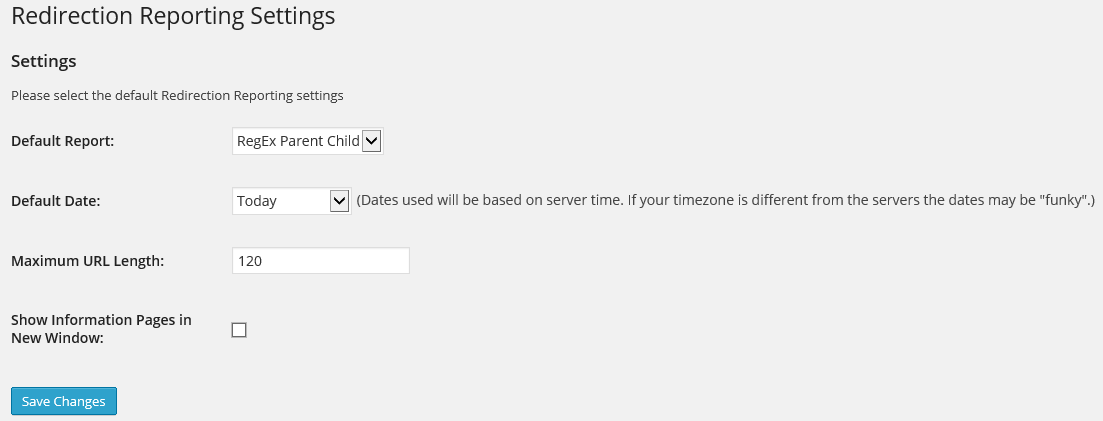 Redirection Reporting Settings
Settings
Please select the default Redirection Reporting settings
Default Report: RegEx Parent Child
Default Date: Today (Dates used will be based on server time. If your timezone is different from the servers the dates may be "funky".)
Maximum URL Length: 120
Show Information Pages in
New Window:
Save Changes